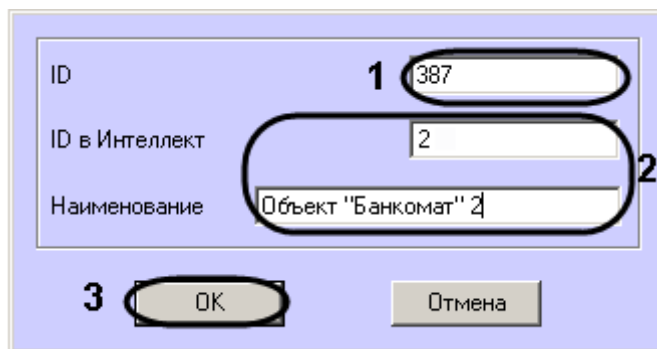 ID 1 387
ID в Интеллект 2
2
Наименование Объект "Банкомат" 2
3 OK Отмена